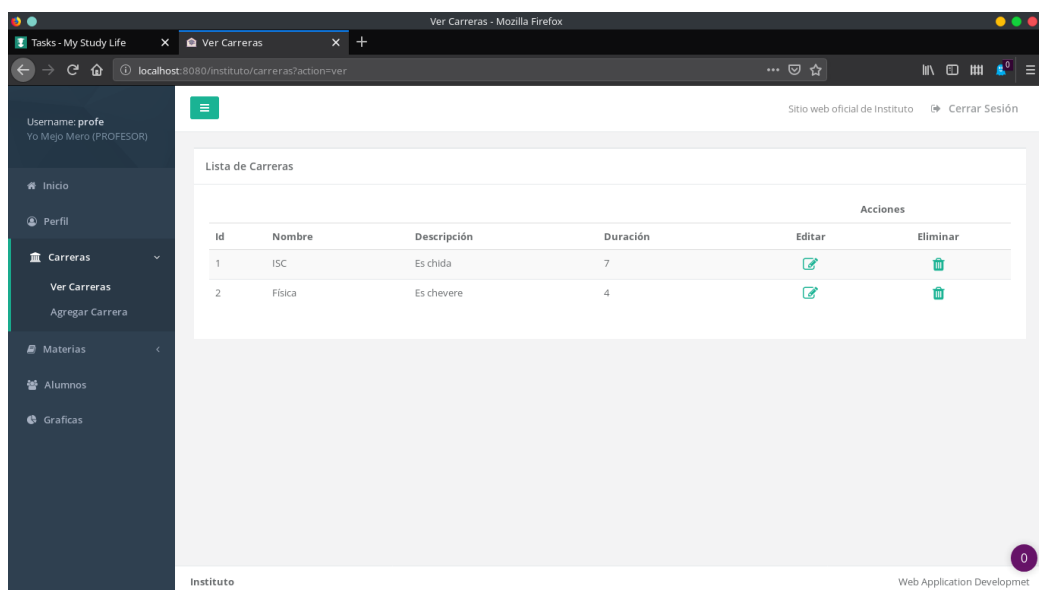 Ver Carreras - Mozilla Firefox
Tasks - My Study Life
Ver Carreras
localhost:8080/instituto/carreras?action=ver
0
Username: profe
Yo Mejo Mero (PROFESOR)
Sitio web oficial de Instituto
Cerrar Sesión
Inicio
Perfil
Carreras
Ver Carreras
Agregar Carrera
Materias
Alumnos
Graficas
Lista de Carreras
Acciones
Id Nombre Descripción Duración Editar Eliminar
1 ISC Es chida 7
2 Física Es chevere 4
0
Instituto
Web Application Developmet